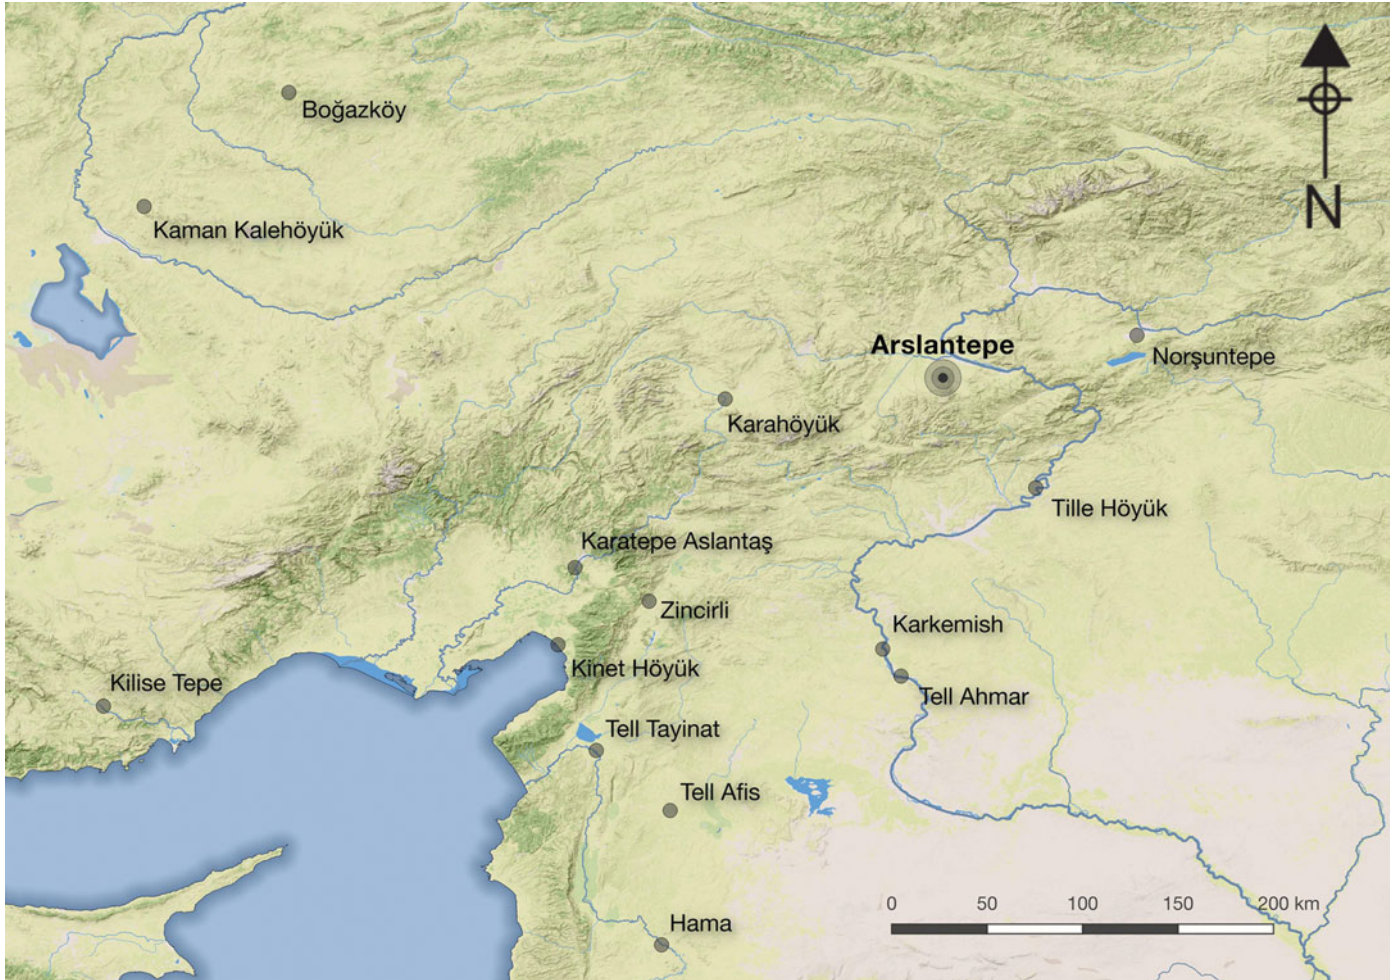 Boğazköy
N
Kaman Kalehöyük
Arslantepe
Norşuntepe
Karahöyük
Tille Höyük
Karatepe Aslantaş
Zincirli
Karkemish
Kinet Höyük
Kilise Tepe
Tell Ahmar
Tell Tayinat
Tell Afis
0 50 100 150 200 km
Hama